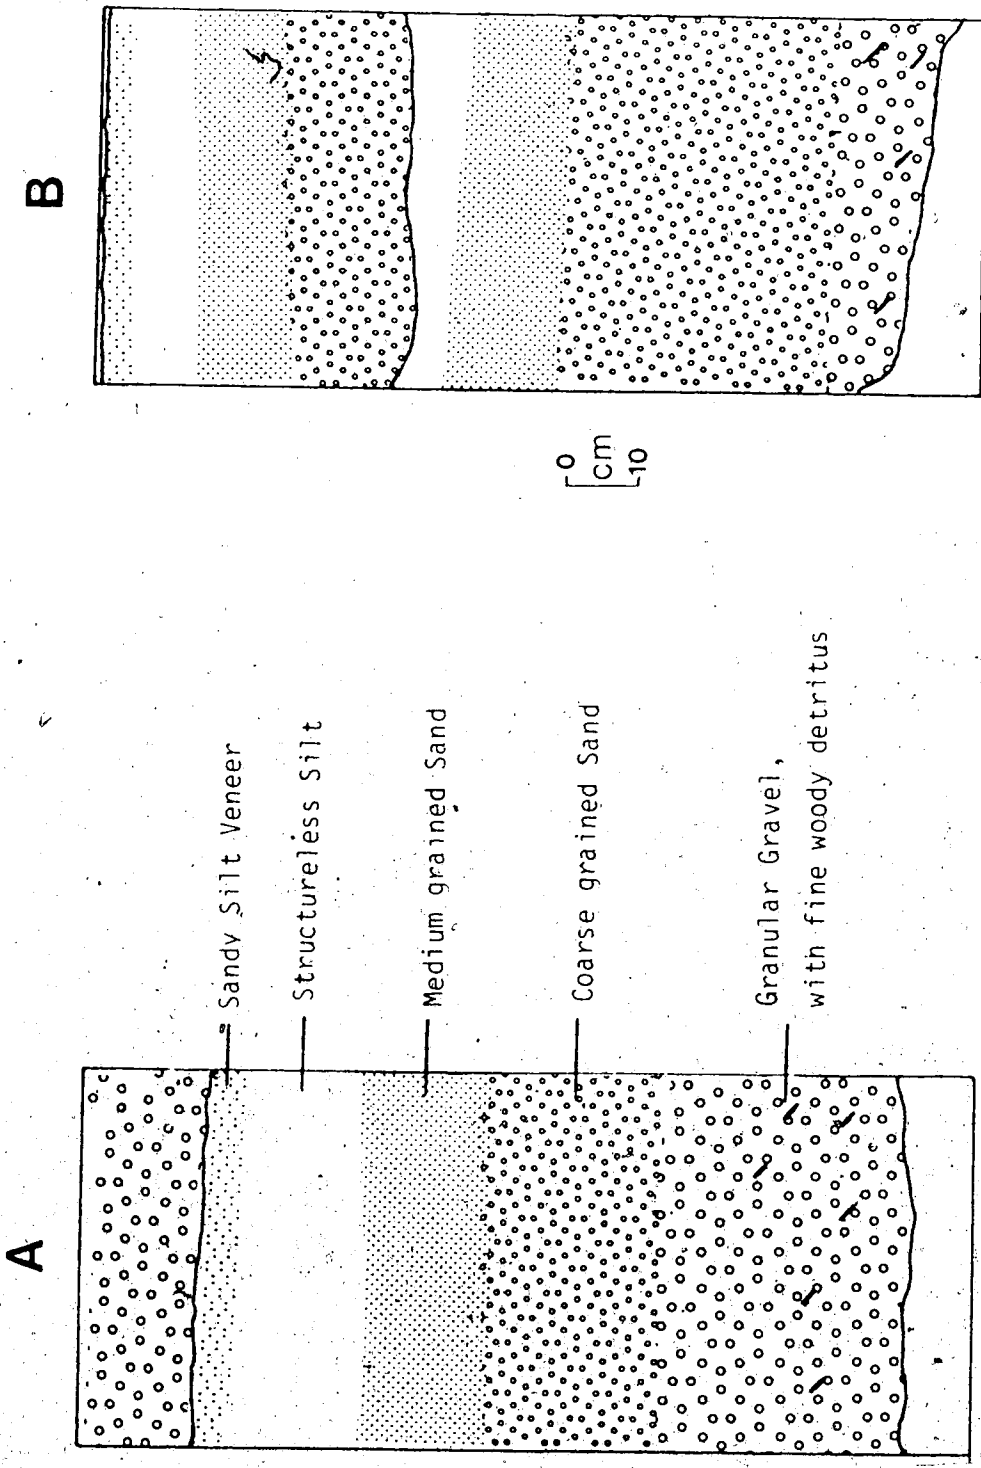 A
B
Sandy Silt Veneer
Structureless Silt
Medium grained Sand
Coarse grained Sand
Granular Gravel,
with fine woody detritus
0
cm
10